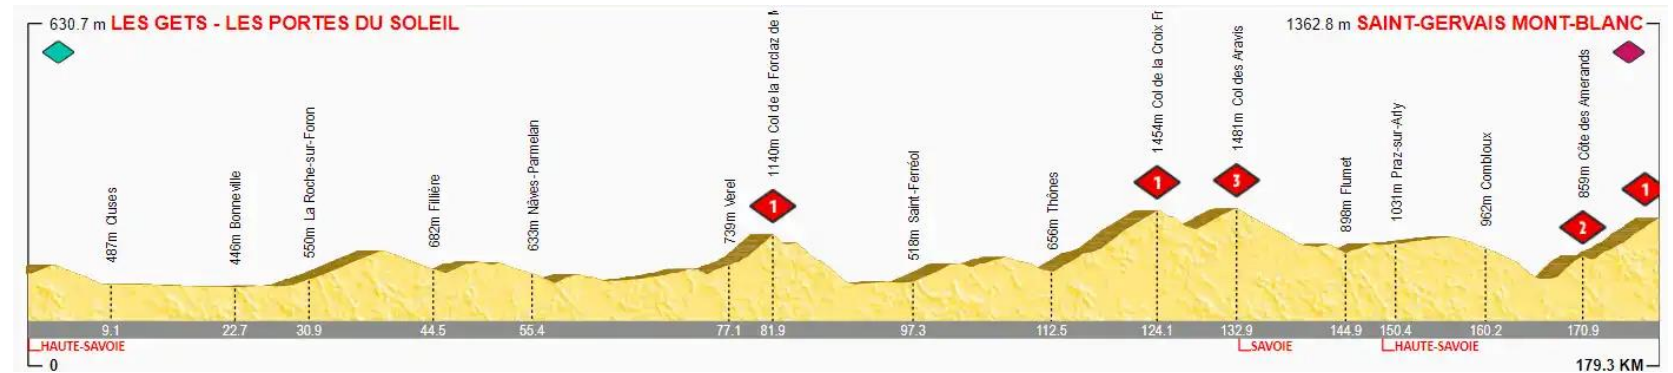 630.7 m LES GETS - LES PORTES DU SOLEIL
1362.8 m SAINT-GERVAIS MONT-BLANC
487m Cluses
446m Bonneville
550m La Roche-sur-Foron
682m Fillière
633m Nâves-Parmelan
739m Verel
1140m Col de la Forclaz de
518m Saint-Ferréol
656m Thônes
1454m Col de la Croix Fr
1481m Col des Aravis
898m Flumet
1031m Praz-sur-Arly
962m Combloux
859m Côte des Amerands
1
1
3
2
1
9.1
22.7
30.9
44.5
55.4
77.1
81.9
97.3
112.5
124.1
132.9
144.9
150.4
160.2
170.9
HAUTE-SAVOIE
SAVOIE
HAUTE-SAVOIE
0
179.3 KM